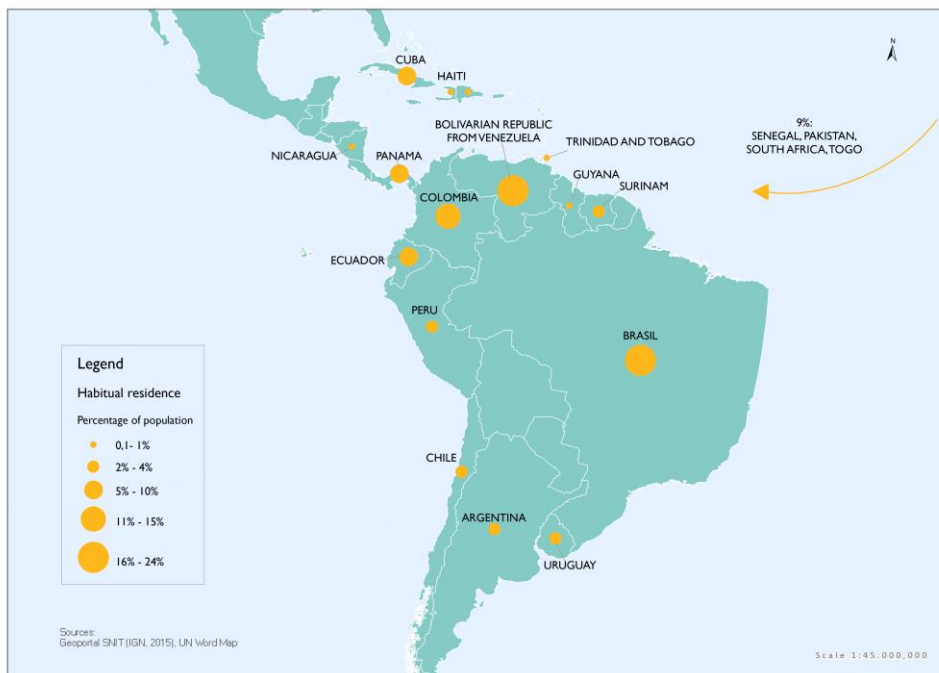 N
CUBA
HAITI
9%:
SENEGAL, PAKISTAN,
SOUTH AFRICA, TOGO
BOLIVARIAN REPUBLIC
FROM VENEZUELA
TRINIDAD AND TOBAGO
NICARAGUA
PANAMA
GUYANA
SURINAM
COLOMBIA
ECUADOR
PERU
BRASIL
Legend
Habitual residence
Percentage of population
0,1- 1%
2% - 4%
5% - 10%
11% - 15%
16% - 24%
CHILE
ARGENTINA
URUGUAY
Sources:
Geoportal SNIT (IGN, 2015), UN Word Map
Scale 1:45.000,000